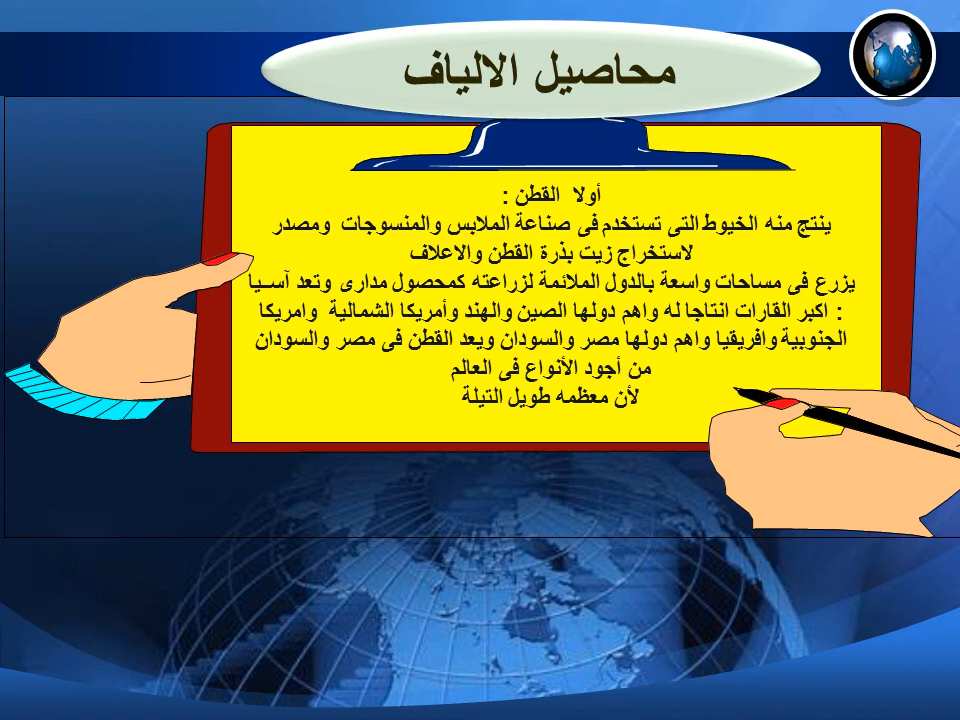 محاصيل الالياف
أولا القطن :
ينتج منه الخيوط التى تستخدم فى صناعة الملابس والمنسوجات ومصدر
لاستخراج زيت بذرة القطن والاعلاف
يزرع فى مساحات واسعة بالدول الملائمة لزراعته كمحصول مدارى وتعد آســيا
: اكبر القارات انتاجا له واهم دولها الصين والهند وأمريكا الشمالية وامريكا
الجنوبية وافريقيا واهم دولها مصر والسودان ويعد القطن فى مصر والسودان
من أجود الأنواع فى العالم
لأن معظمه طويل التيلة